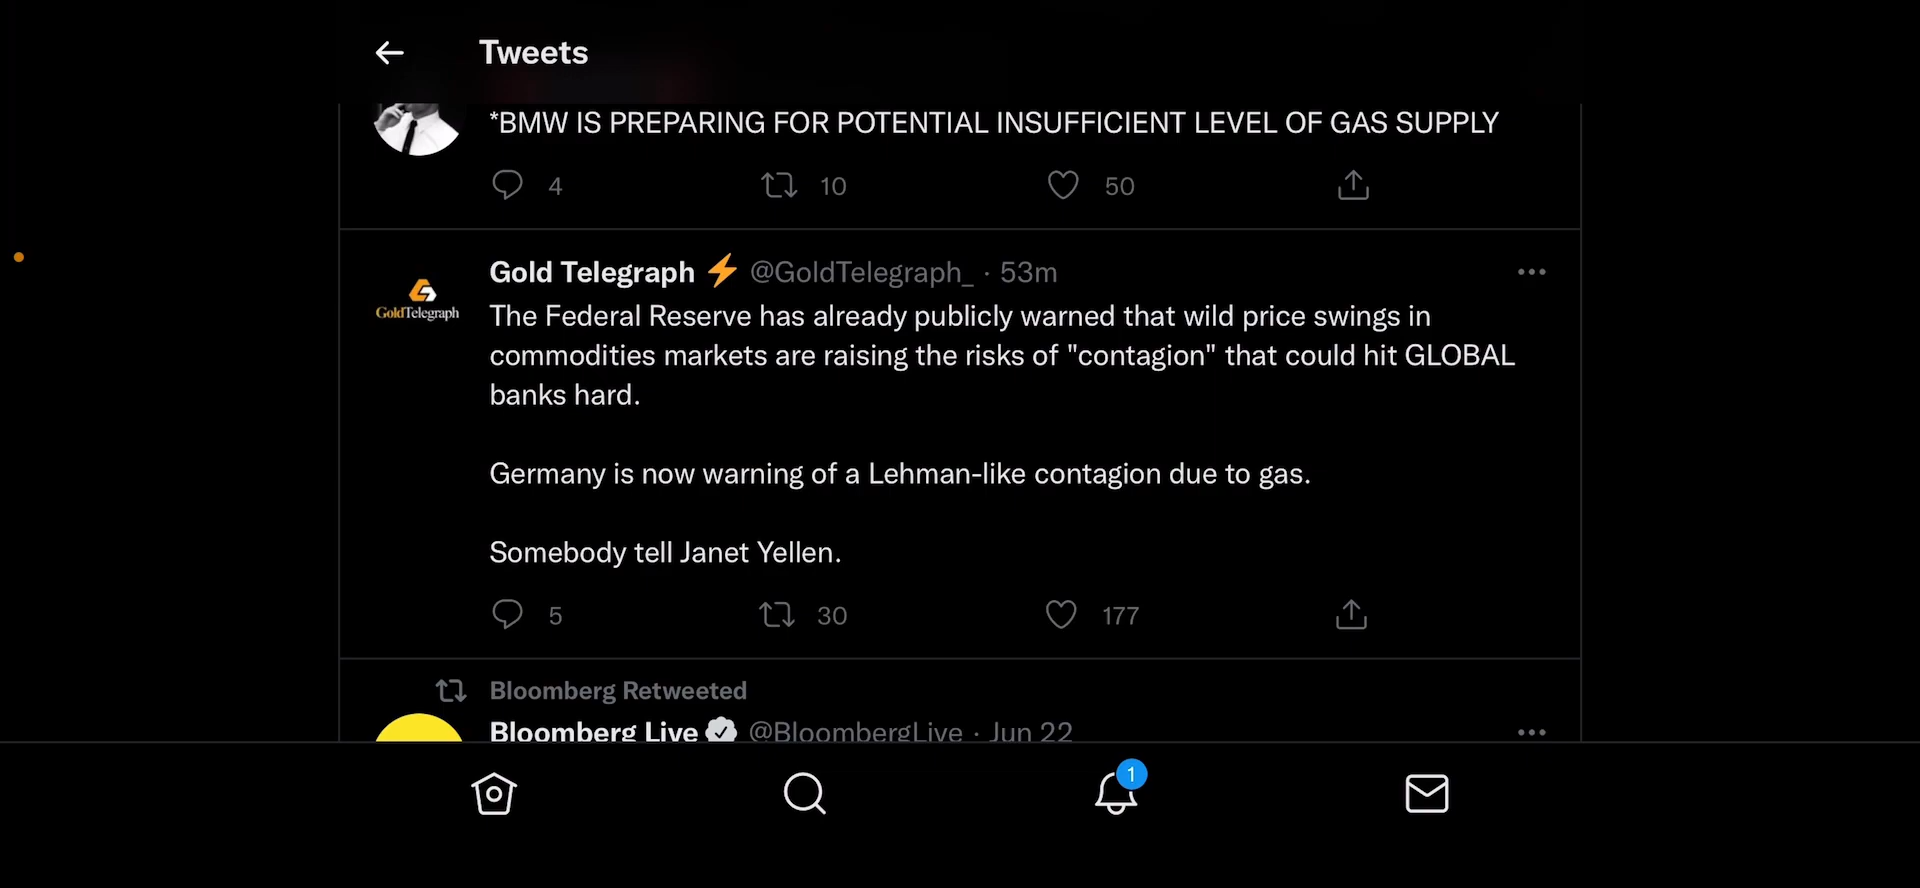 Tweets
*BMW IS PREPARING FOR POTENTIAL INSUFFICIENT LEVEL OF GAS SUPPLY
4 10 50
Gold Telegraph ⚡ @GoldTelegraph_ · 53m
GoldTelegraph
The Federal Reserve has already publicly warned that wild price swings in
commodities markets are raising the risks of "contagion" that could hit GLOBAL
banks hard.
Germany is now warning of a Lehman-like contagion due to gas.
Somebody tell Janet Yellen.
5 30 177
Bloomberg Retweeted
Bloomberg Live @BloombergLive · Jun 22
1